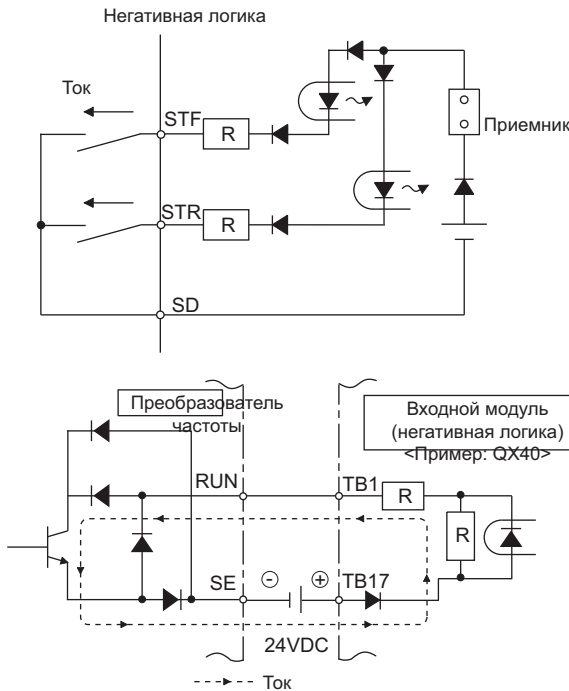 Негативная логика
Ток
STF
R
Приемник
STR
R
SD
Преобразователь
частоты
Входной модуль
(негативная логика)
<Пример: QX40>
RUN
TB1
R
R
SE
-
+
TB17
24VDC
Ток